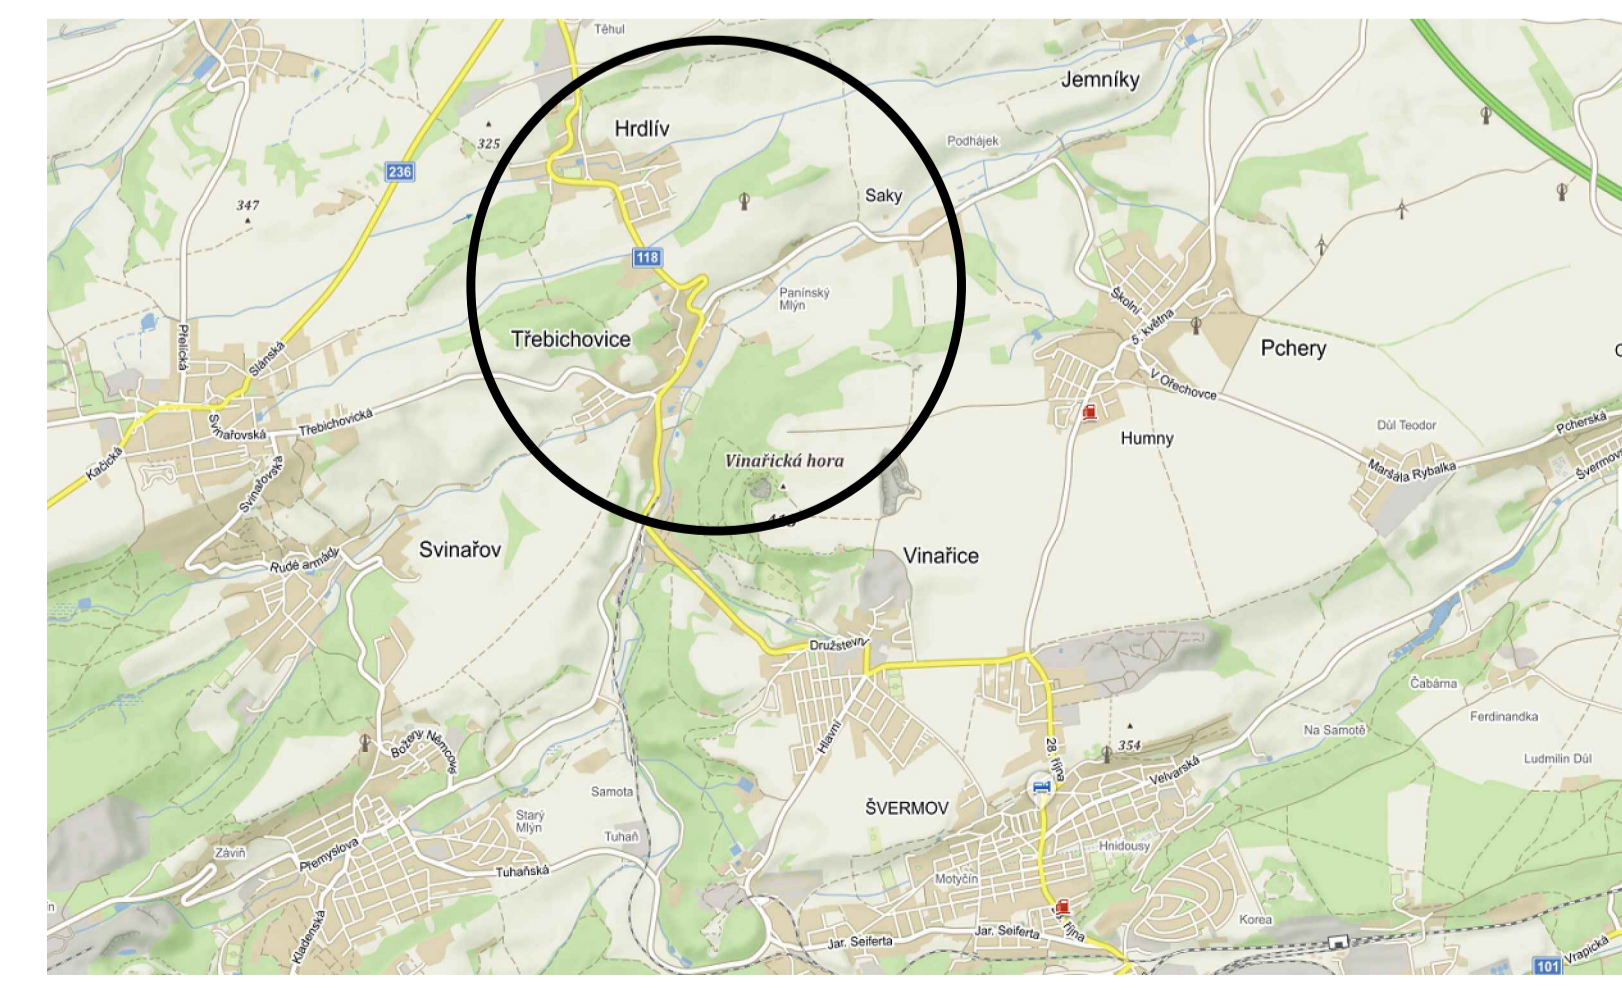 Těhul
Jemníky
Hrdlív
325
Podhájek
236
Saky
347
118
Panínský
Mlýn
Školní
5. května
Přelická
Slánská
Třebichovice
Pchery
V Ořechovce
Třebichovická
Svinařovská
Kačická
Svinařovská
Humny
Důl Teodor
Pcherská
Vinařická hora
Maršála Rybalka
Švermov
Svinařov
Rudé armády
Vinařice
Družstevní
Čabárna
Ferdinandka
Hlavní
Boženy Němcové
28. října
354
Na Samotě
Ludmilin Důl
Velvarská
Samota
ŠVERMOV
Starý
Mlýn
Tuhaň
Hnidousy
Závíň
Přemyslova
Tuhaňská
Motyčín
Kladenská
Korea
Jar. Seiferta
Jar. Seiferta
října
101
Vrapická